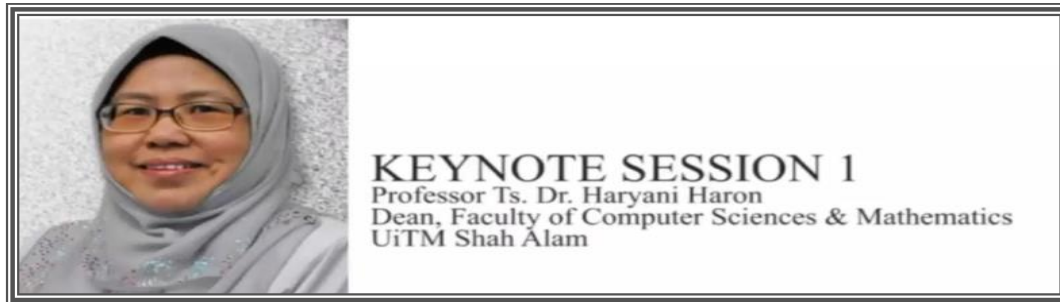 KEYNOTE SESSION 1
Professor Ts. Dr. Haryani Haron
Dean, Faculty of Computer Sciences & Mathematics
UiTM Shah Alam